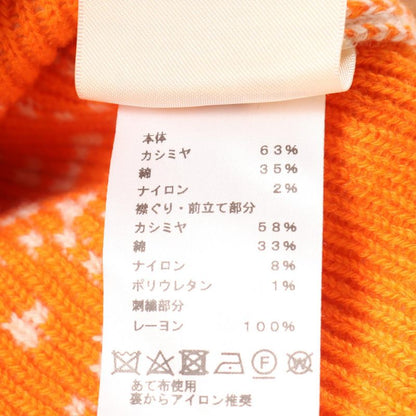 本体
カシミヤ 63%
綿 35%
ナイロン 2%
襟ぐり・前立て部分
カシミヤ 58%
綿 33%
ナイロン 8%
ポリウレタン 1%
刺繍部分
レーヨン 100%
F W
あて布使用
裏からアイロン推奨